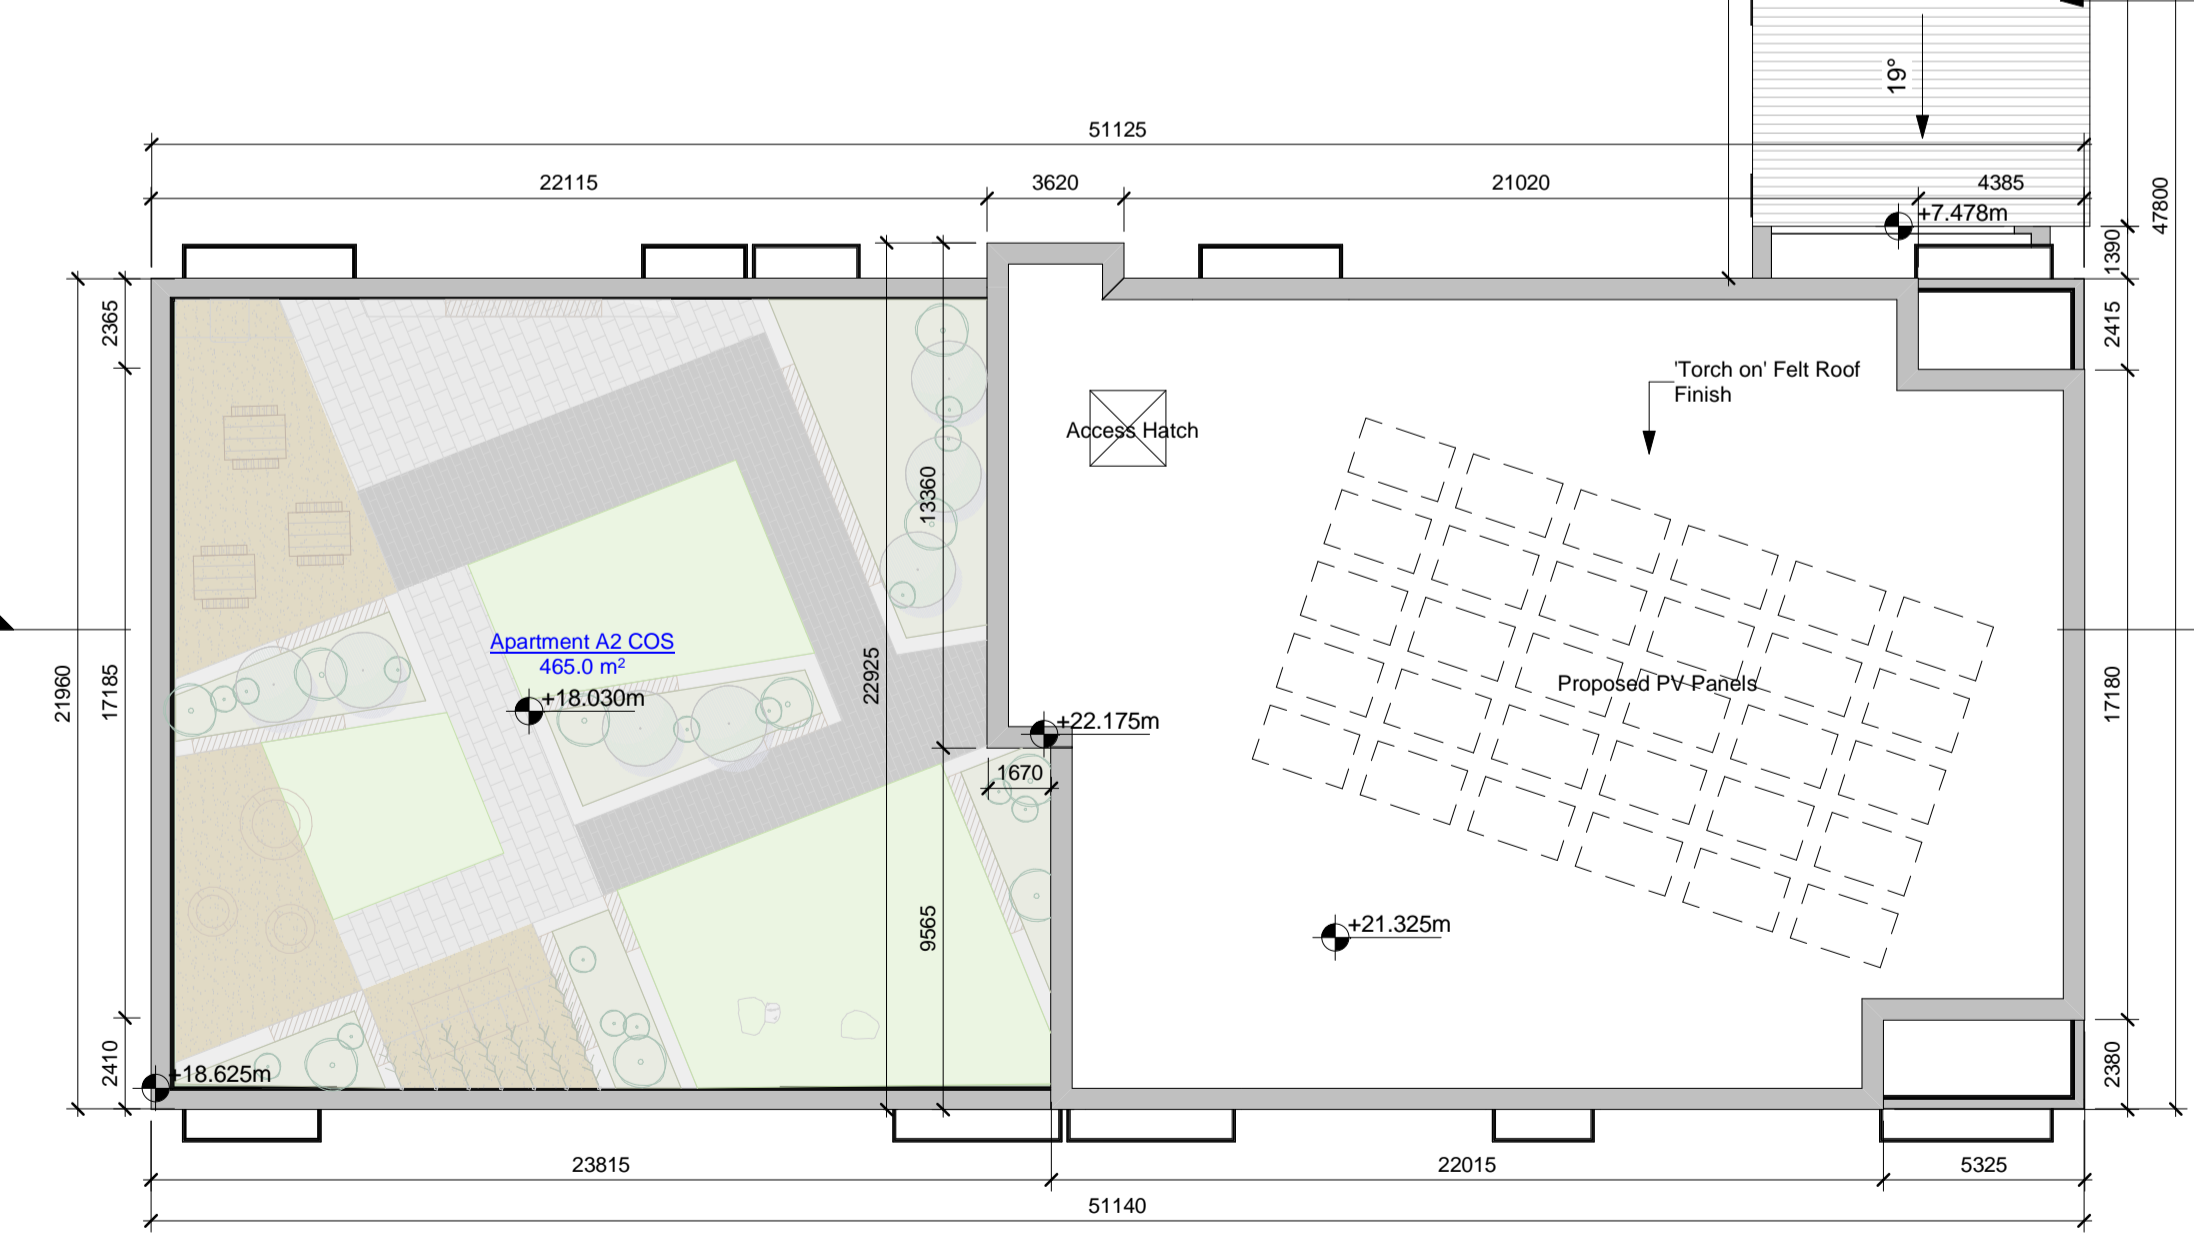 19°
51125
22115
3620
21020
4385
47800
+7.478m
1390
2365
2415
'Torch on' Felt Roof
Finish
Access Hatch
13360
Apartment A2 COS
465.0 m²
+18.030m
22925
21960
17185
17180
Proposed PV Panels
+22.175m
1670
+21.325m
9565
2410
+18.625m
2380
23815
22015
5325
51140